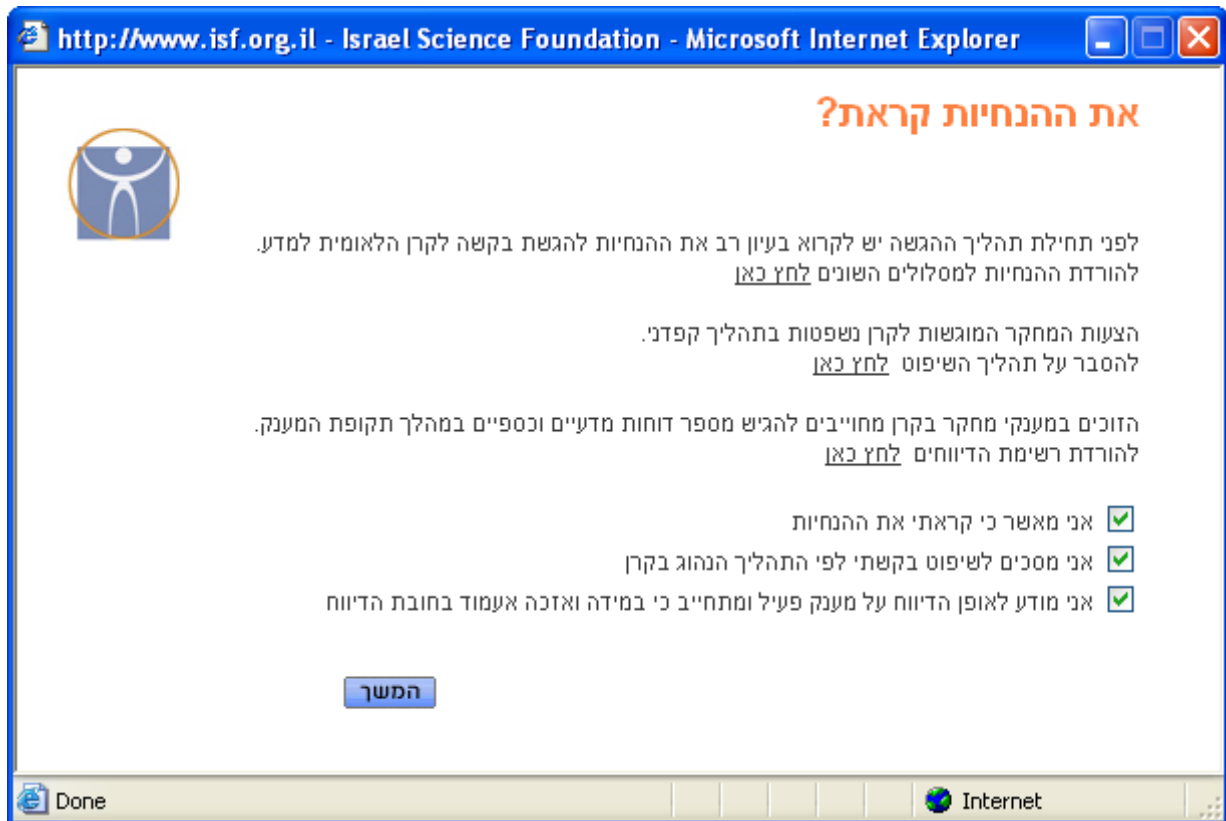 http://www.isf.org.il - Israel Science Foundation - Microsoft Internet Explorer
את ההנחיות קראת?
לפני תחילת תהליך ההגשה יש לקרוא בעיון רב את ההנחיות להגשת בקשה לקרן הלאומית למדע.
להורדת ההנחיות למסלולים השונים לחץ כאן
הצעות המחקר המוגשות לקרן נשפטות בתהליך קפדני.
להסבר על תהליך השיפוט לחץ כאן
הזוכים במענקי מחקר בקרן מחוייבים להגיש מספר דוחות מדעיים וכספיים במהלך תקופת המענק.
להורדת רשימת הדיווחים לחץ כאן
אני מאשר כי קראתי את ההנחיות
אני מסכים לשיפוט בקשתי לפי התהליך הנהוג בקרן
אני מודע לאופן הדיווח על מענק פעיל ומתחייב כי במידה ואזכה אעמוד בחובת הדיווח
המשך
Done
Internet